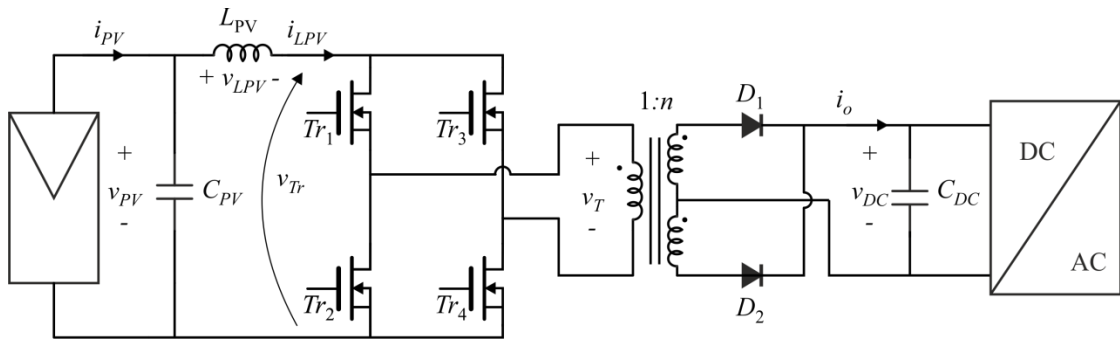 i_PV
L_PV
i_LPV
+ v_LPV -
Tr_1
Tr_3
1:n
D_1
i_o
+
v_PV
-
C_PV
v_Tr
+
v_T
-
+
v_DC
-
C_DC
DC
AC
Tr_2
Tr_4
D_2